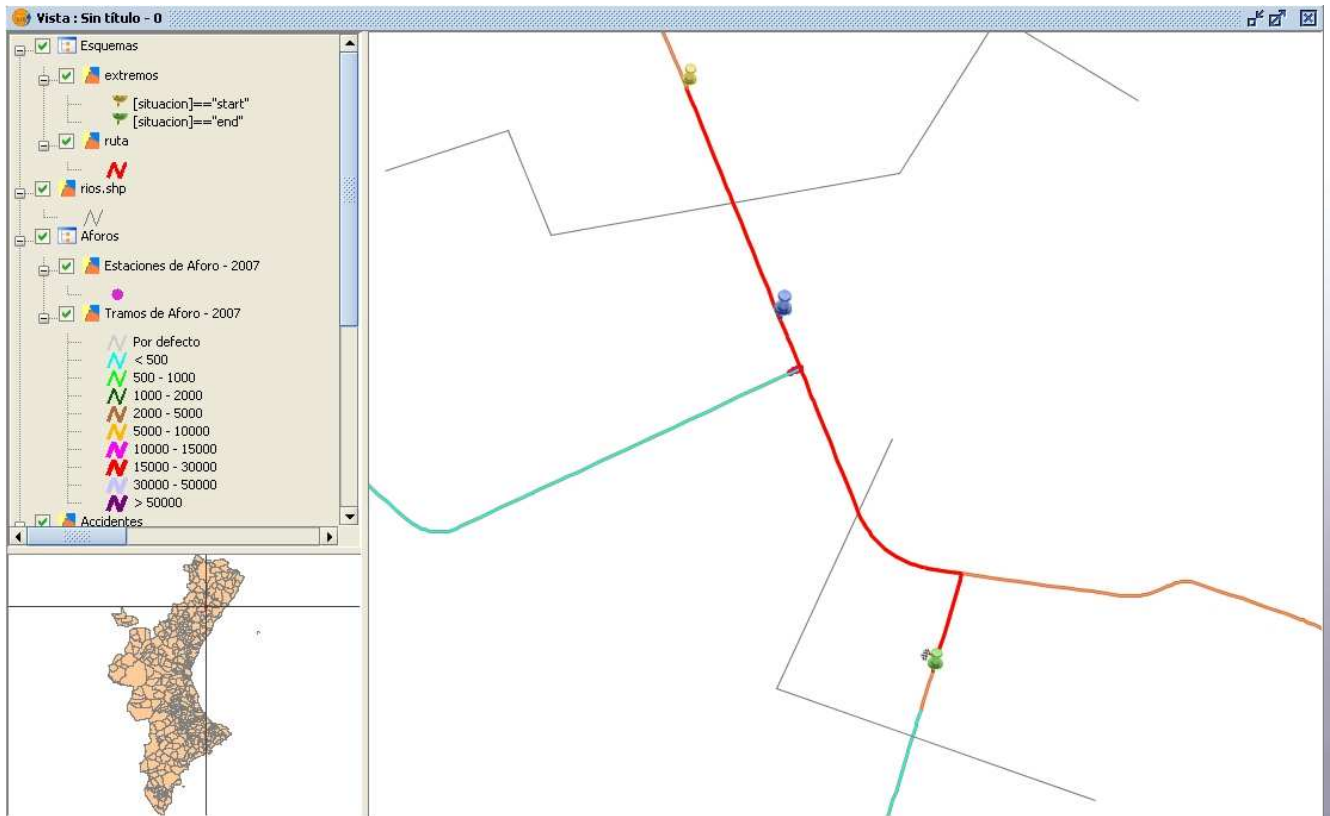 Vista : Sin título - 0
Esquemas
extremos
[situacion]=="start"
[situacion]=="end"
ruta
rios.shp
Aforos
Estaciones de Aforo - 2007
Tramos de Aforo - 2007
Por defecto
< 500
500 - 1000
1000 - 2000
2000 - 5000
5000 - 10000
10000 - 15000
15000 - 30000
30000 - 50000
> 50000
Accidentes